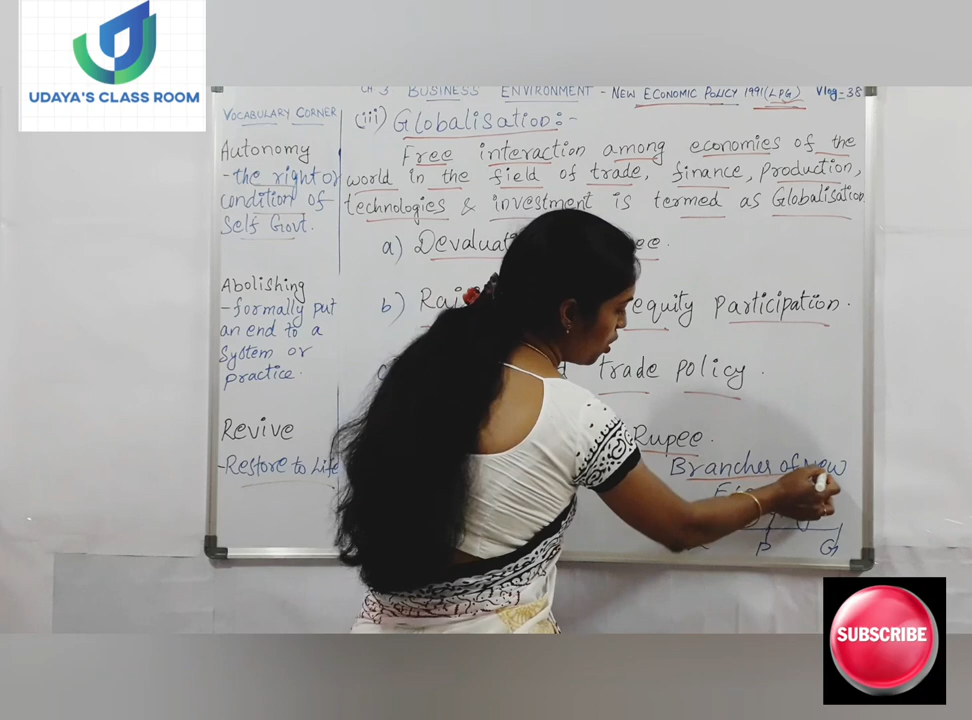 UDAYA'S CLASS ROOM
CH 3 BUSINESS ENVIRONMENT - NEW ECONOMIC POLICY 1991 (LPG) Vlog-38
VOCABULARY CORNER
Autonomy
- the right or
condition of
Self Govt.
Abolishing
- formally put
an end to a
System or
practice.
Revive
- Restore to Life
(iii) Globalisation:-
Free interaction among economies of the
world in the field of trade, finance, production,
technologies & investment is termed as Globalisation
a)
b) equity Participation.
trade policy.
Rupee.
Branches of New
P G
SUBSCRIBE